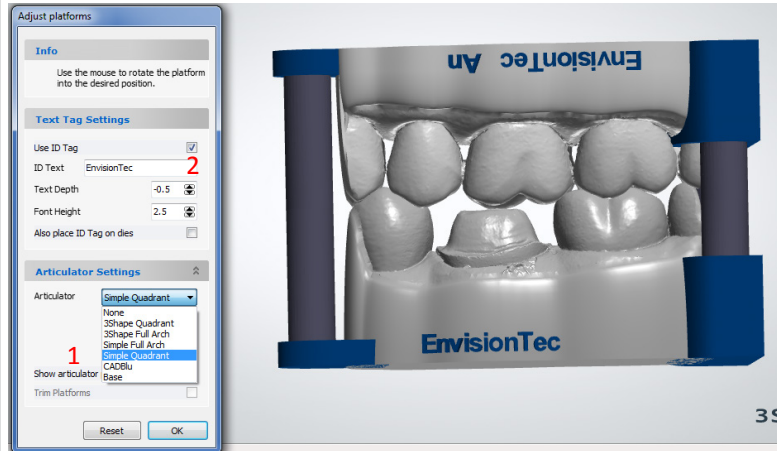 Adjust platforms
Info
Use the mouse to rotate the platform
into the desired position.
Text Tag Settings
Use ID Tag
ID Text EnvisionTec
2
Text Depth -0.5
Font Height 2.5
Also place ID Tag on dies
Articulator Settings
Articulator Simple Quadrant
None
3Shape Quadrant
3Shape Full Arch
Simple Full Arch
Simple Quadrant
CADBlu
Base
1
Show articulator
Trim Platforms
Reset OK
EnvisionTec An
EnvisionTec
3S